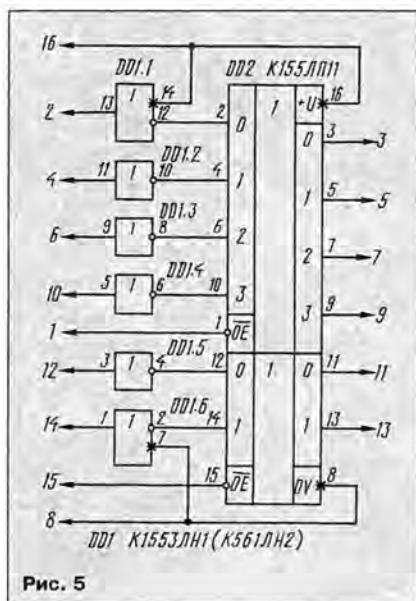 16
DD1.1
DD2 К155ЛП11
2 13 1 14 12 2 0 1 +U 16
0 3 3
DD1.2
4 11 1 10 4 1
1 5 5
DD1.3
6 9 1 8 6 2
2 7 7
DD1.4
10 5 1 6 10 3
3 9 9
1 1 OE
DD1.5
12 3 1 4 12 0 1 0 11 11
DD1.6
14 1 1 2 7 14 1 1 13 13
15 15 OE 0V 8
8
DD1 К1553ЛН1 (К561ЛН2)
Рис. 5